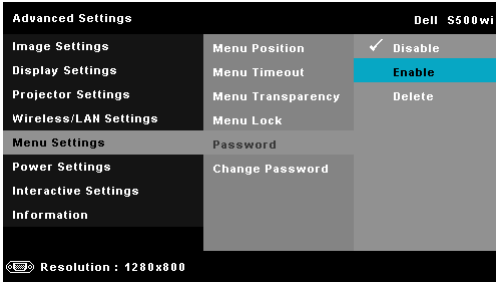 Advanced Settings Dell S500wi
Image Settings
Display Settings
Projector Settings
Wireless/LAN Settings
Menu Settings
Power Settings
Interactive Settings
Information
Menu Position
Menu Timeout
Menu Transparency
Menu Lock
Password
Change Password
Disable
Enable
Delete
Resolution : 1280x800